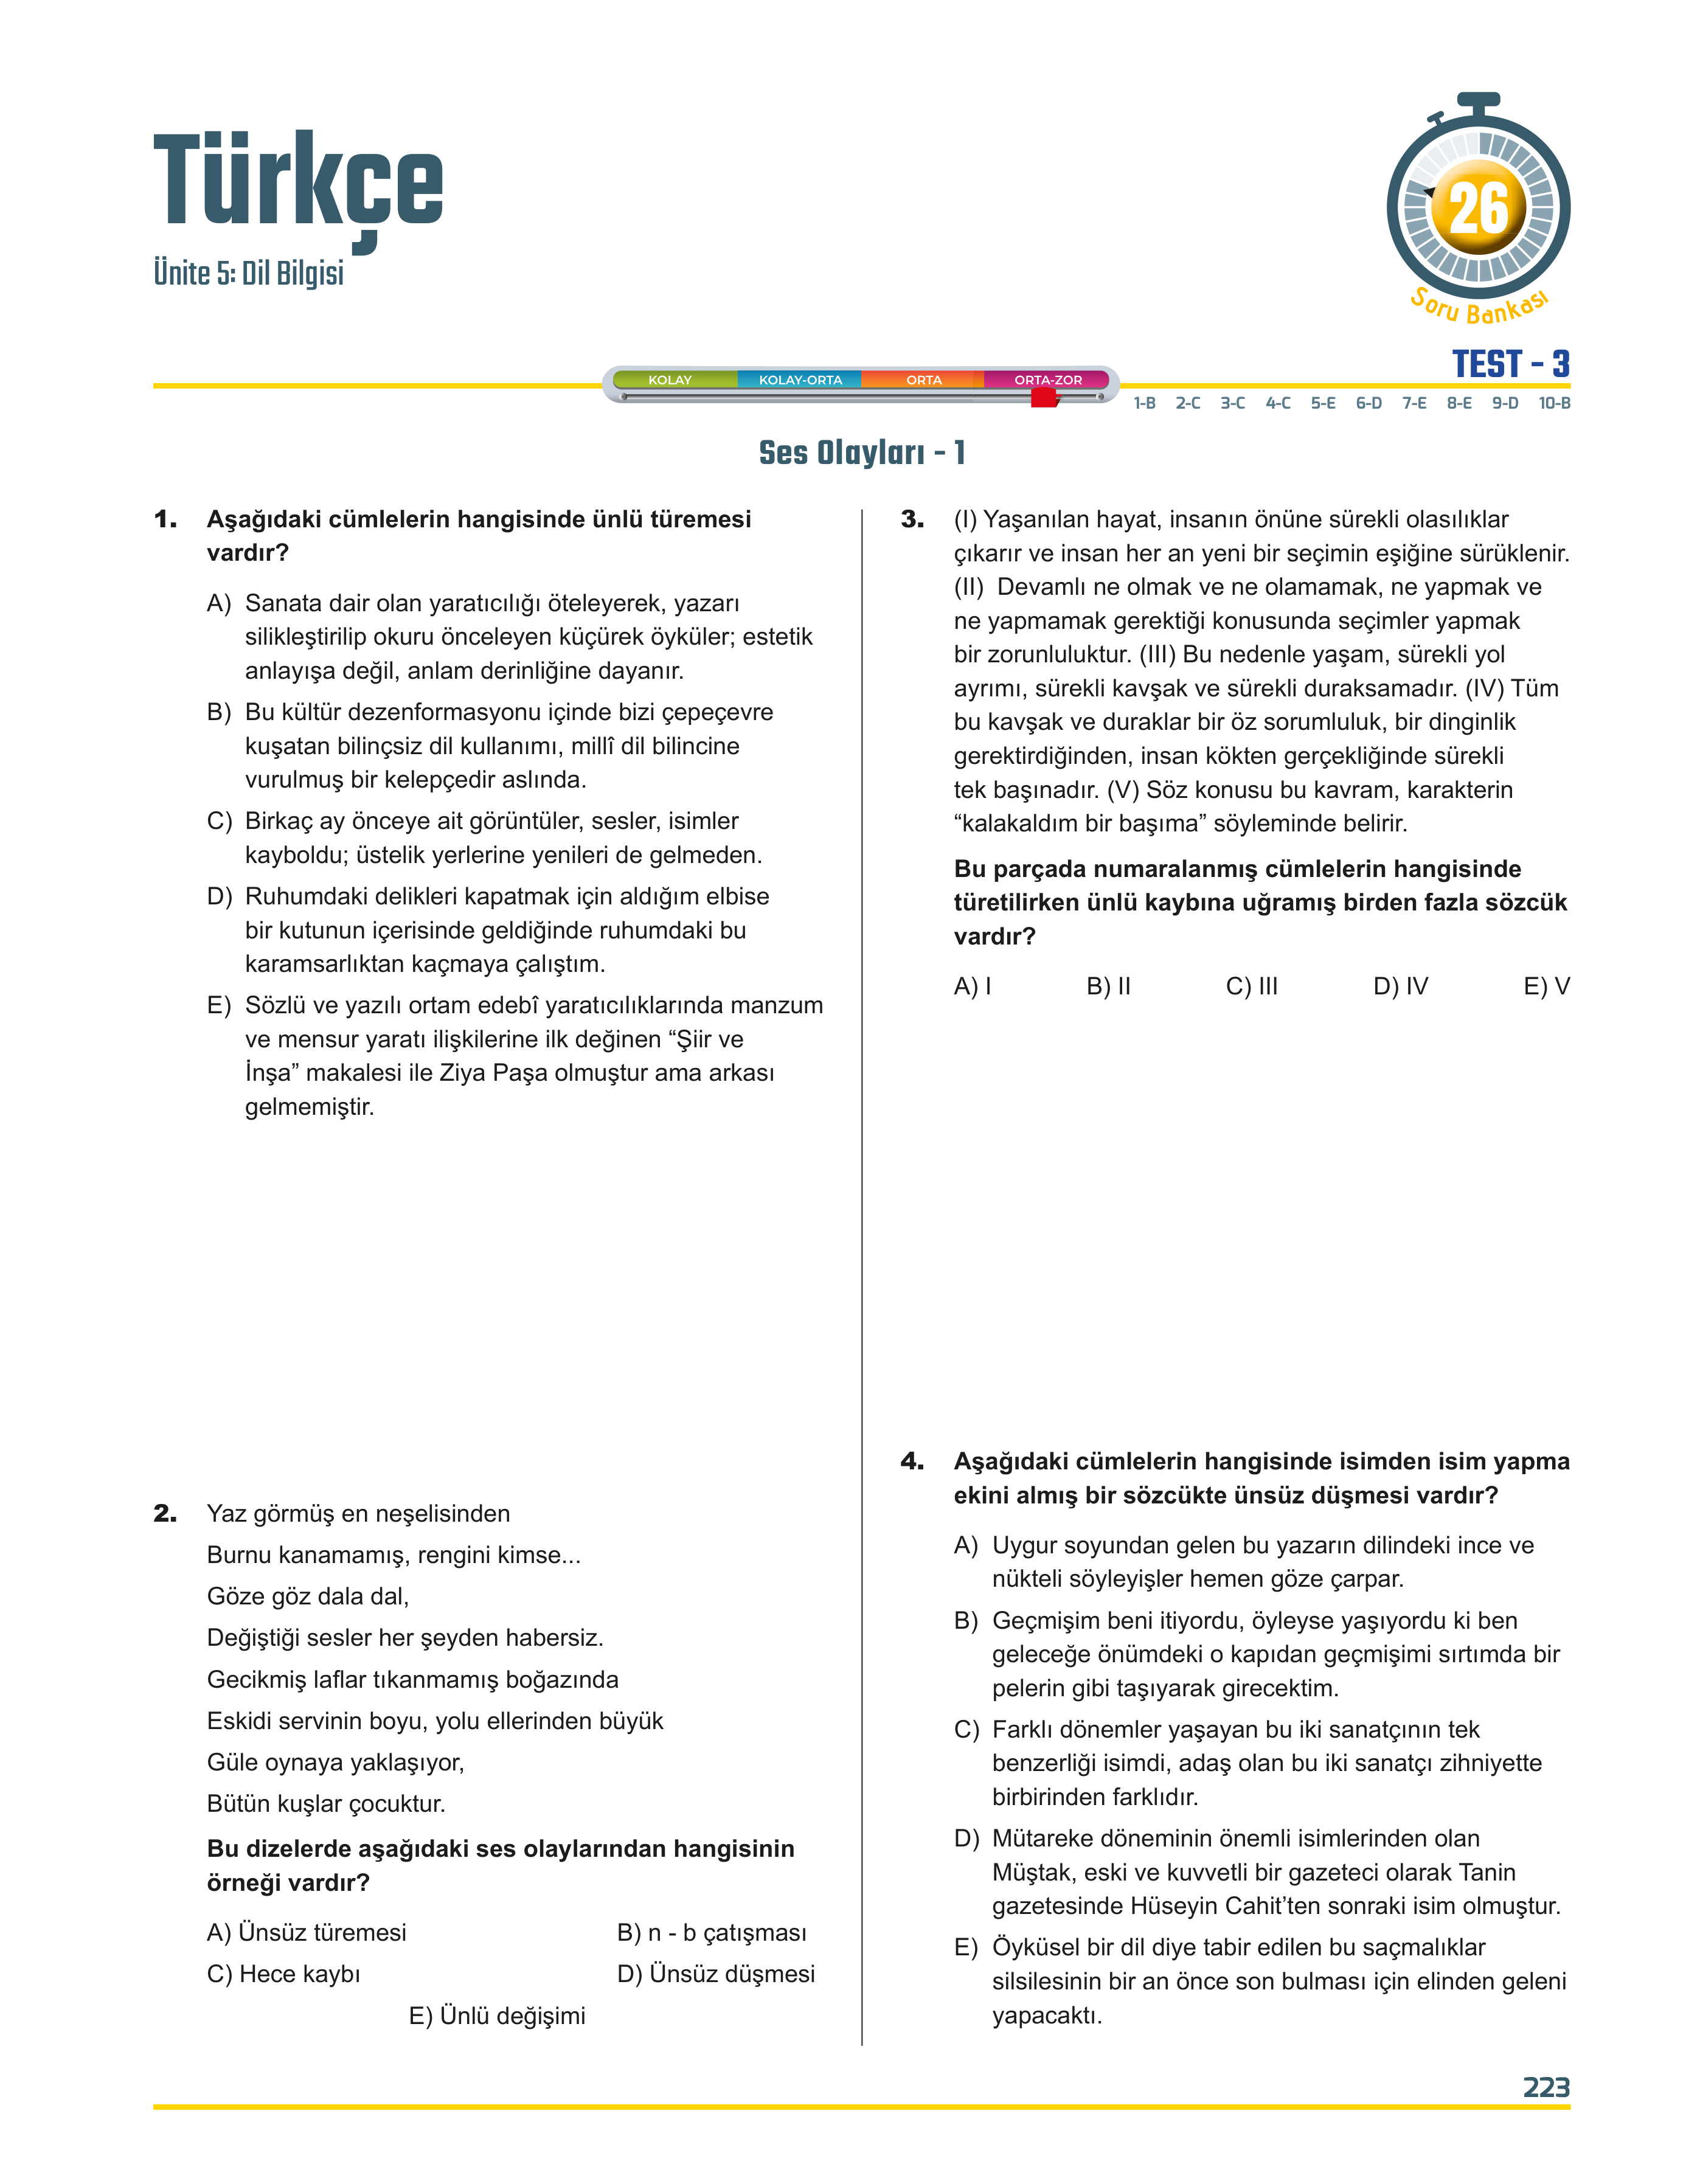 Türkçe
Ünite 5: Dil Bilgisi
26
Soru Bankası
TEST - 3
KOLAY KOLAY-ORTA ORTA ORTA-ZOR
1-B 2-C 3-C 4-C 5-E 6-D 7-E 8-E 9-D 10-B
Ses Olayları - 1
1. Aşağıdaki cümlelerin hangisinde ünlü türemesi
vardır?
A) Sanata dair olan yaratıcılığı öteleyerek, yazarı
silikleştirilip okuru önceleyen küçürek öyküler; estetik
anlayışa değil, anlam derinliğine dayanır.
B) Bu kültür dezenformasyonu içinde bizi çepeçevre
kuşatan bilinçsiz dil kullanımı, millî dil bilincine
vurulmuş bir kelepçedir aslında.
C) Birkaç ay önceye ait görüntüler, sesler, isimler
kayboldu; üstelik yerlerine yenileri de gelmeden.
D) Ruhumdaki delikleri kapatmak için aldığım elbise
bir kutunun içerisinde geldiğinde ruhumdaki bu
karamsarlıktan kaçmaya çalıştım.
E) Sözlü ve yazılı ortam edebî yaratıcılıklarında manzum
ve mensur yaratı ilişkilerine ilk değinen “Şiir ve
İnşa” makalesi ile Ziya Paşa olmuştur ama arkası
gelmemiştir.
2. Yaz görmüş en neşelisinden
Burnu kanamamış, rengini kimse...
Göze göz dala dal,
Değiştiği sesler her şeyden habersiz.
Gecikmiş laflar tıkanmamış boğazında
Eskidi servinin boyu, yolu ellerinden büyük
Güle oynaya yaklaşıyor,
Bütün kuşlar çocuktur.
Bu dizelerde aşağıdaki ses olaylarından hangisinin
örneği vardır?
A) Ünsüz türemesi B) n - b çatışması
C) Hece kaybı D) Ünsüz düşmesi
E) Ünlü değişimi
3. (I) Yaşanılan hayat, insanın önüne sürekli olasılıklar
çıkarır ve insan her an yeni bir seçimin eşiğine sürüklenir.
(II) Devamlı ne olmak ve ne olamamak, ne yapmak ve
ne yapmamak gerektiği konusunda seçimler yapmak
bir zorunluluktur. (III) Bu nedenle yaşam, sürekli yol
ayrımı, sürekli kavşak ve sürekli duraksamadır. (IV) Tüm
bu kavşak ve duraklar bir öz sorumluluk, bir dinginlik
gerektirdiğinden, insan kökten gerçekliğinde sürekli
tek başınadır. (V) Söz konusu bu kavram, karakterin
“kalakaldım bir başıma” söyleminde belirir.
Bu parçada numaralanmış cümlelerin hangisinde
türetilirken ünlü kaybına uğramış birden fazla sözcük
vardır?
A) I B) II C) III D) IV E) V
4. Aşağıdaki cümlelerin hangisinde isimden isim yapma
ekini almış bir sözcükte ünsüz düşmesi vardır?
A) Uygur soyundan gelen bu yazarın dilindeki ince ve
nükteli söyleyişler hemen göze çarpar.
B) Geçmişim beni itiyordu, öyleyse yaşıyordu ki ben
geleceğe önümdeki o kapıdan geçmişimi sırtımda bir
pelerin gibi taşıyarak girecektim.
C) Farklı dönemler yaşayan bu iki sanatçının tek
benzerliği isimdi, adaş olan bu iki sanatçı zihniyette
birbirinden farklıdır.
D) Mütareke döneminin önemli isimlerinden olan
Müştak, eski ve kuvvetli bir gazeteci olarak Tanin
gazetesinde Hüseyin Cahit’ten sonraki isim olmuştur.
E) Öyküsel bir dil diye tabir edilen bu saçmalıklar
silsilesinin bir an önce son bulması için elinden geleni
yapacaktı.
223